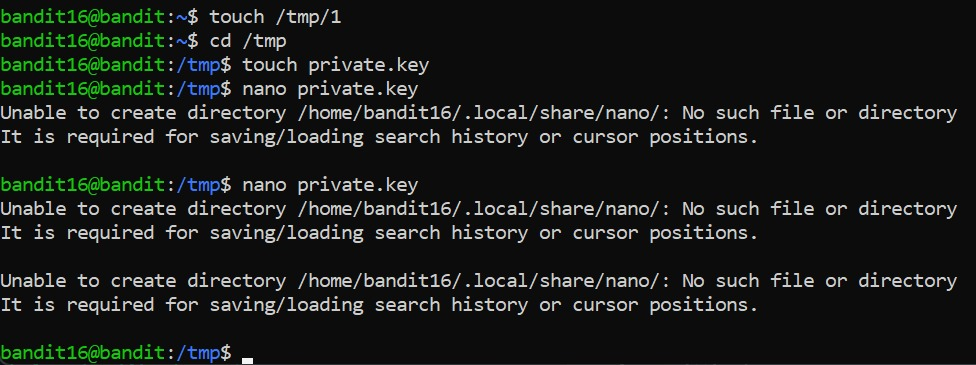 bandit16@bandit:~$ touch /tmp/1
bandit16@bandit:~$ cd /tmp
bandit16@bandit:/tmp$ touch private.key
bandit16@bandit:/tmp$ nano private.key
Unable to create directory /home/bandit16/.local/share/nano/: No such file or directory
It is required for saving/loading search history or cursor positions.
bandit16@bandit:/tmp$ nano private.key
Unable to create directory /home/bandit16/.local/share/nano/: No such file or directory
It is required for saving/loading search history or cursor positions.
Unable to create directory /home/bandit16/.local/share/nano/: No such file or directory
It is required for saving/loading search history or cursor positions.
bandit16@bandit:/tmp$